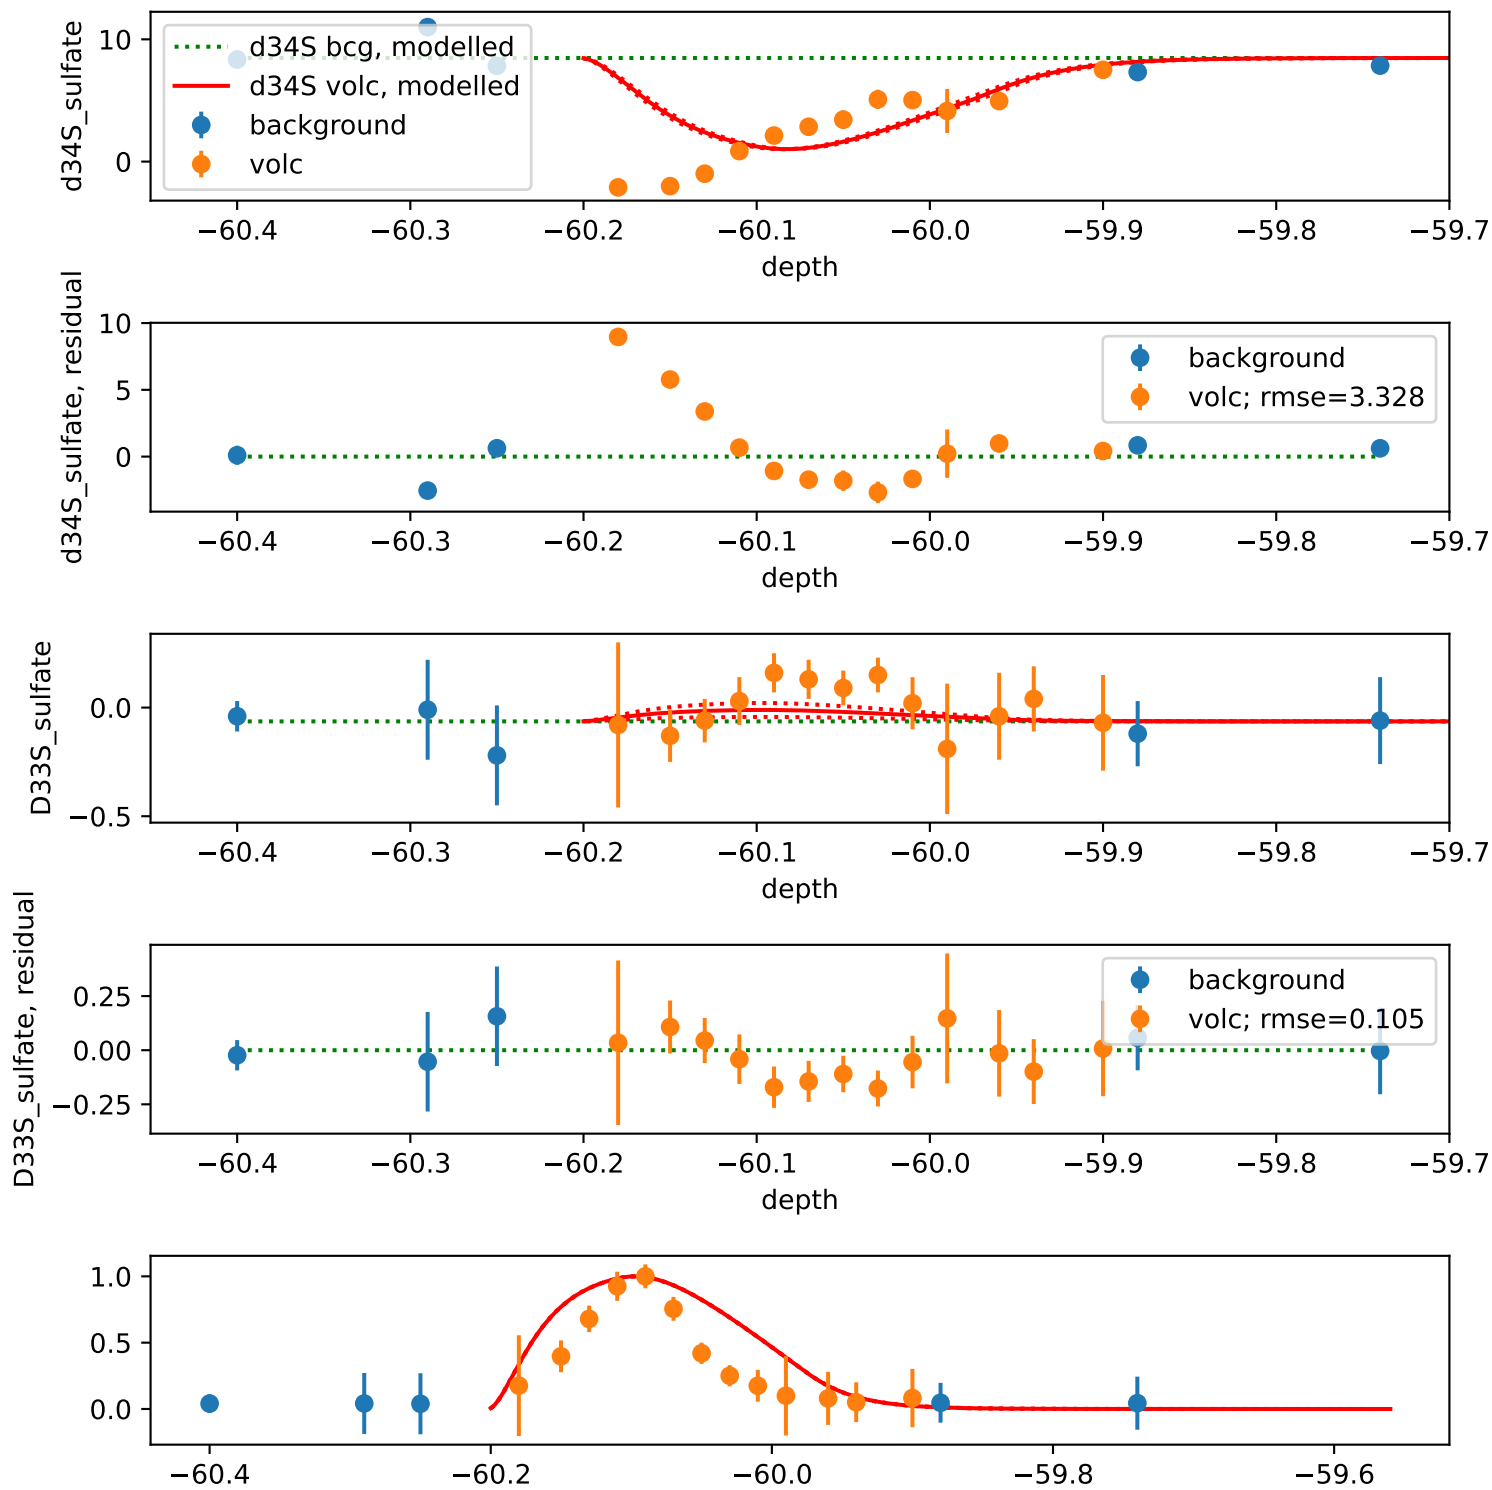 d34S_sulfate
10
0
d34S bcg, modelled
d34S volc, modelled
background
volc
−60.4 −60.3 −60.2 −60.1 −60.0 −59.9 −59.8 −59.7
depth
d34S_sulfate, residual
10
5
0
background
volc; rmse=3.328
−60.4 −60.3 −60.2 −60.1 −60.0 −59.9 −59.8 −59.7
depth
D33S_sulfate
0.0
−0.5
−60.4 −60.3 −60.2 −60.1 −60.0 −59.9 −59.8 −59.7
depth
D33S_sulfate, residual
0.25
0.00
−0.25
background
volc; rmse=0.105
−60.4 −60.3 −60.2 −60.1 −60.0 −59.9 −59.8 −59.7
depth
1.0
0.5
0.0
−60.4 −60.2 −60.0 −59.8 −59.6